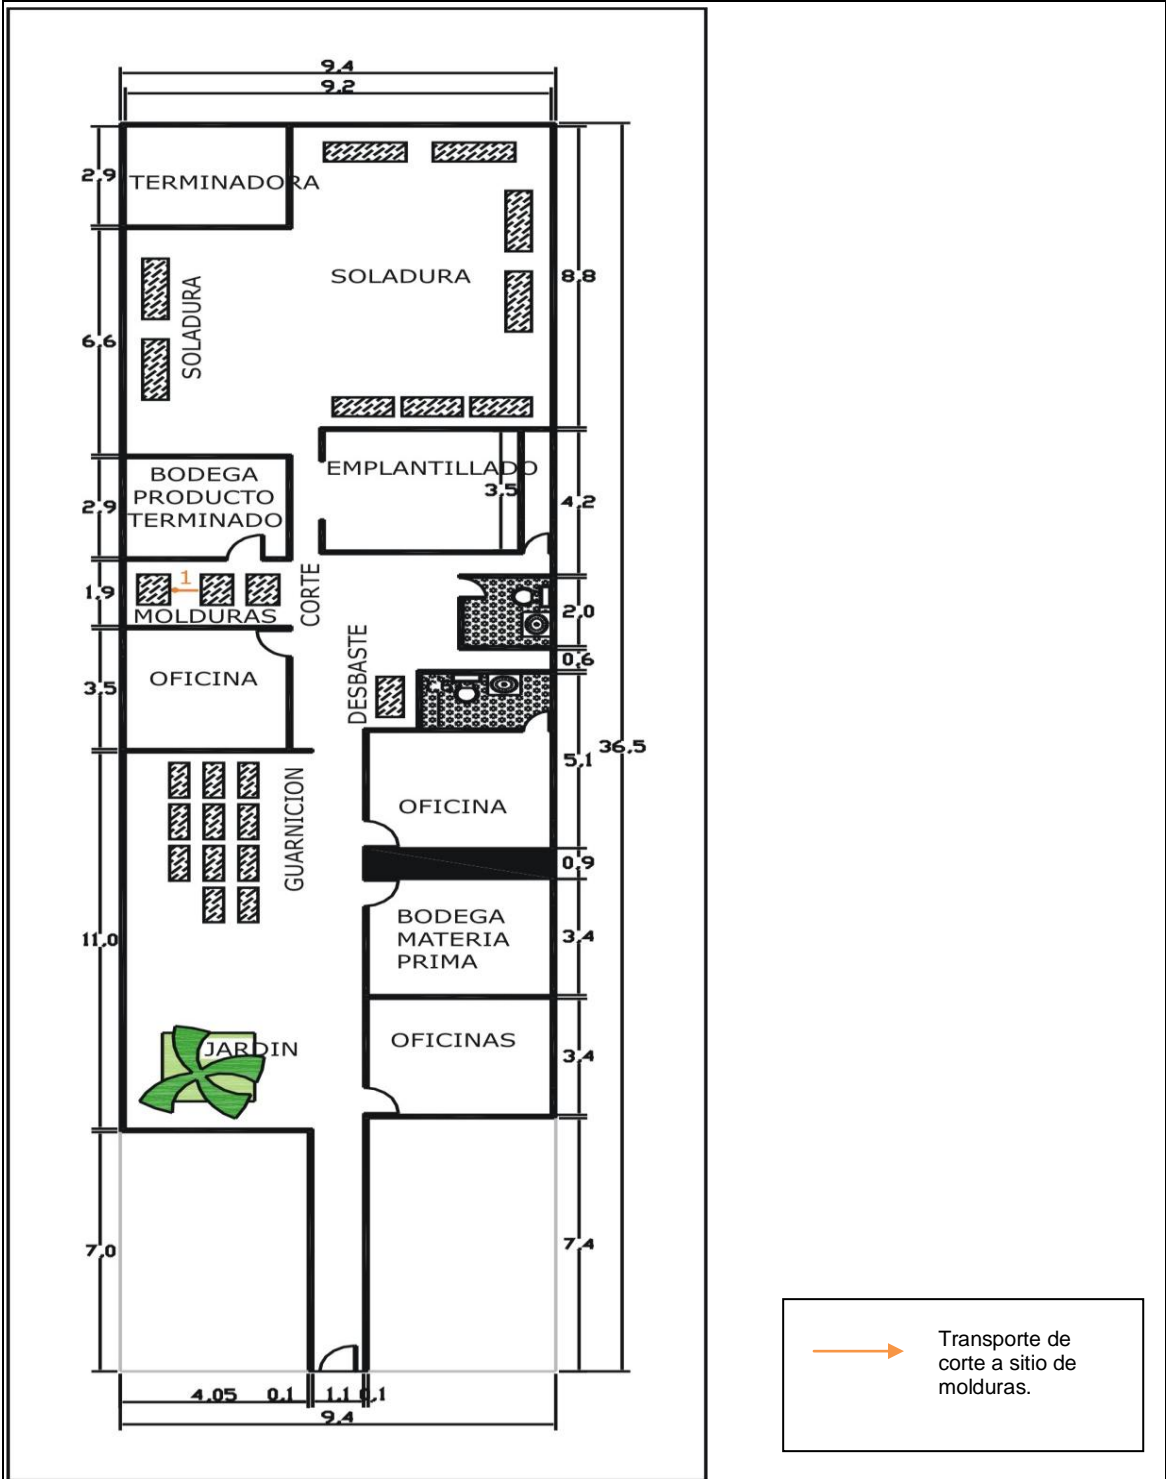 9,4
9,2
2,9
TERMINADORA
SOLADURA
8,8
SOLADURA
6,6
EMPLANTILLADO
3,5
4,2
BODEGA
PRODUCTO
TERMINADO
2,9
1
1,9
MOLDURAS
CORTE
2,0
0,6
DESBASTE
OFICINA
3,5
36,5
5,1
OFICINA
GUARNICION
0,9
BODEGA
MATERIA
PRIMA
3,4
11,0
JARDIN
OFICINAS
3,4
7,0
7,4
4,05
0,1
1,1
0,1
9,4
Transporte de
corte a sitio de
molduras.